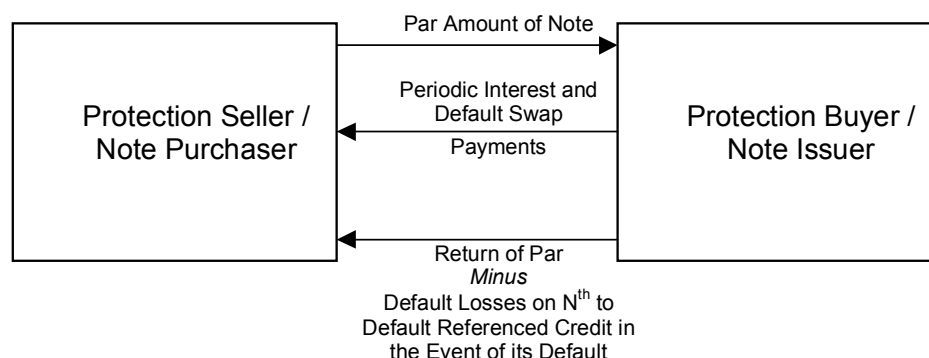 Par Amount of Note
Protection Seller /
Note Purchaser
Periodic Interest and
Default Swap
Payments
Protection Buyer /
Note Issuer
Return of Par
Minus
Default Losses on Nth to
Default Referenced Credit in
the Event of its Default